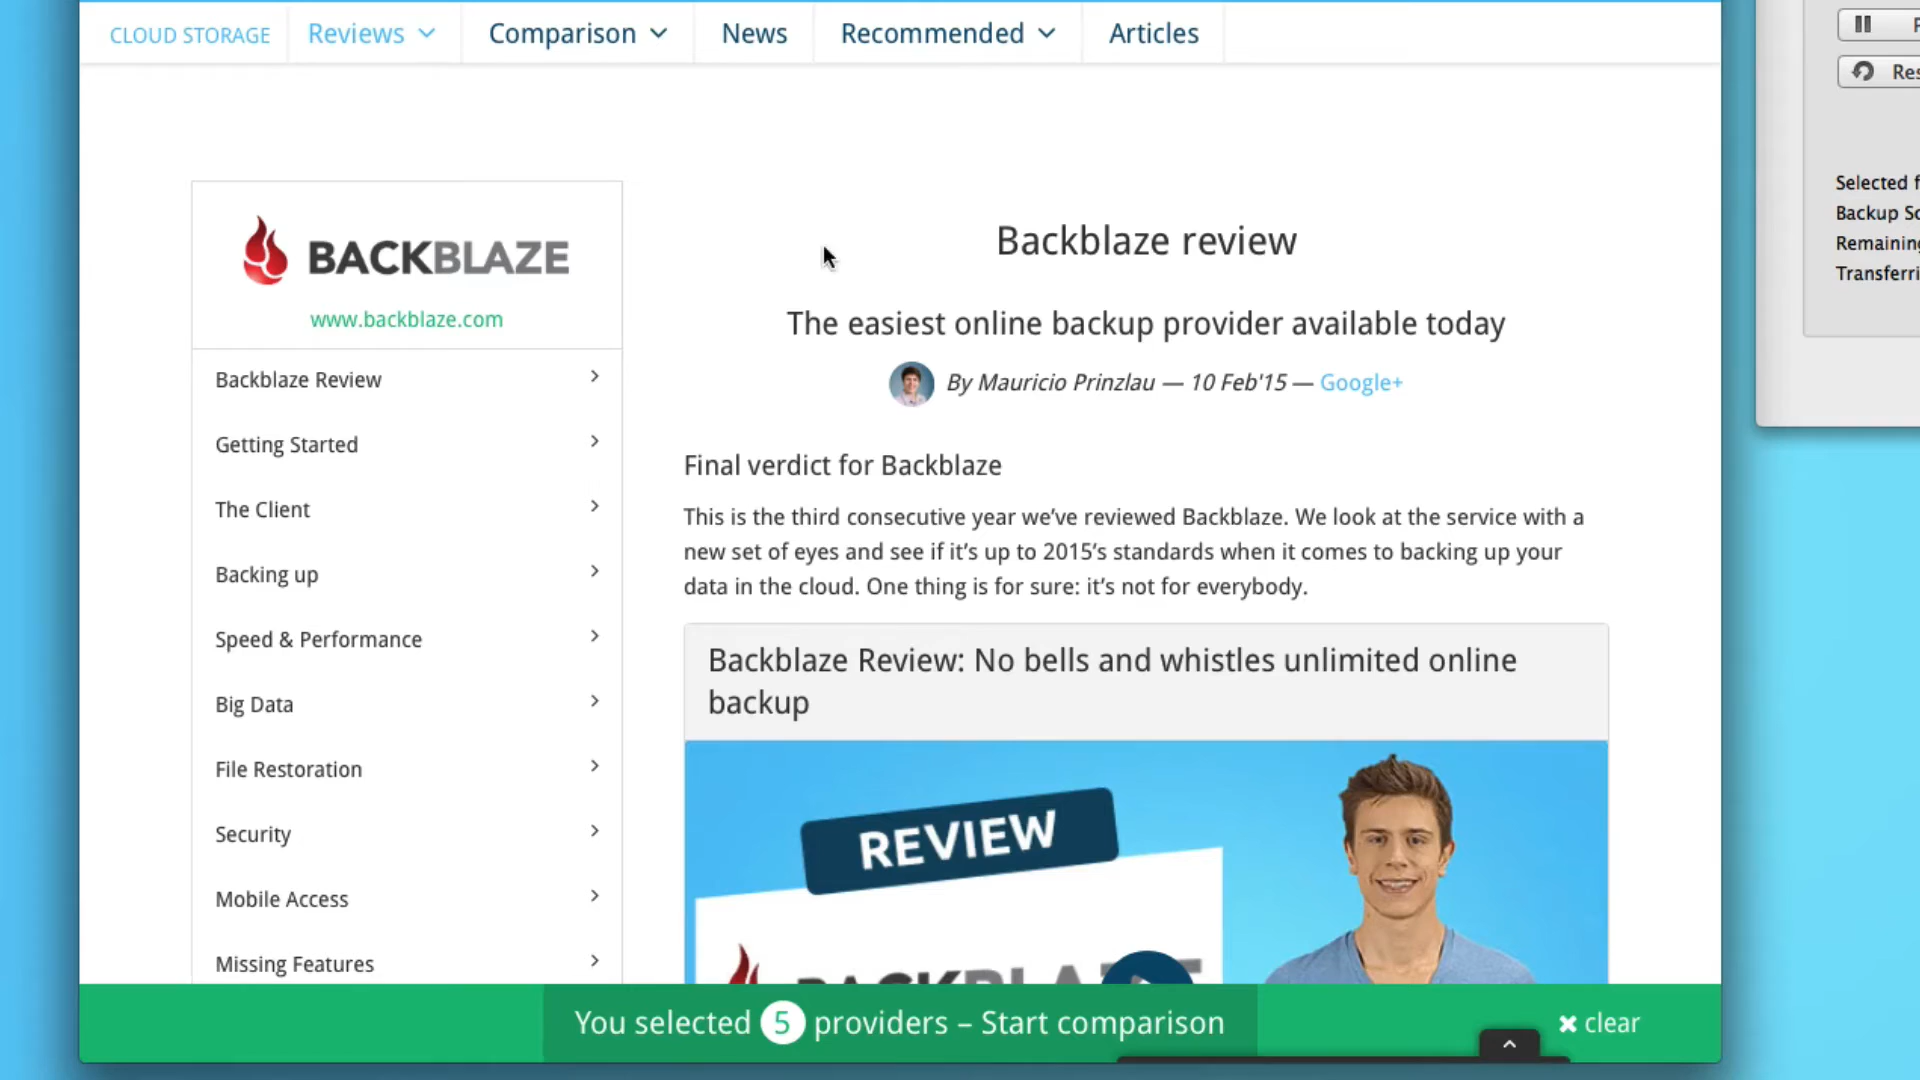 CLOUD STORAGE
Reviews
Comparison
News
Recommended
Articles
BACKBLAZE
www.backblaze.com
Backblaze Review
Getting Started
The Client
Backing up
Speed & Performance
Big Data
File Restoration
Security
Mobile Access
Missing Features
Backblaze review
The easiest online backup provider available today
By Mauricio Prinzlau — 10 Feb'15 — Google+
Final verdict for Backblaze
This is the third consecutive year we’ve reviewed Backblaze. We look at the service with a
new set of eyes and see if it’s up to 2015’s standards when it comes to backing up your
data in the cloud. One thing is for sure: it’s not for everybody.
Backblaze Review: No bells and whistles unlimited online
backup
REVIEW
You selected 5 providers – Start comparison
clear
Selected
Backup